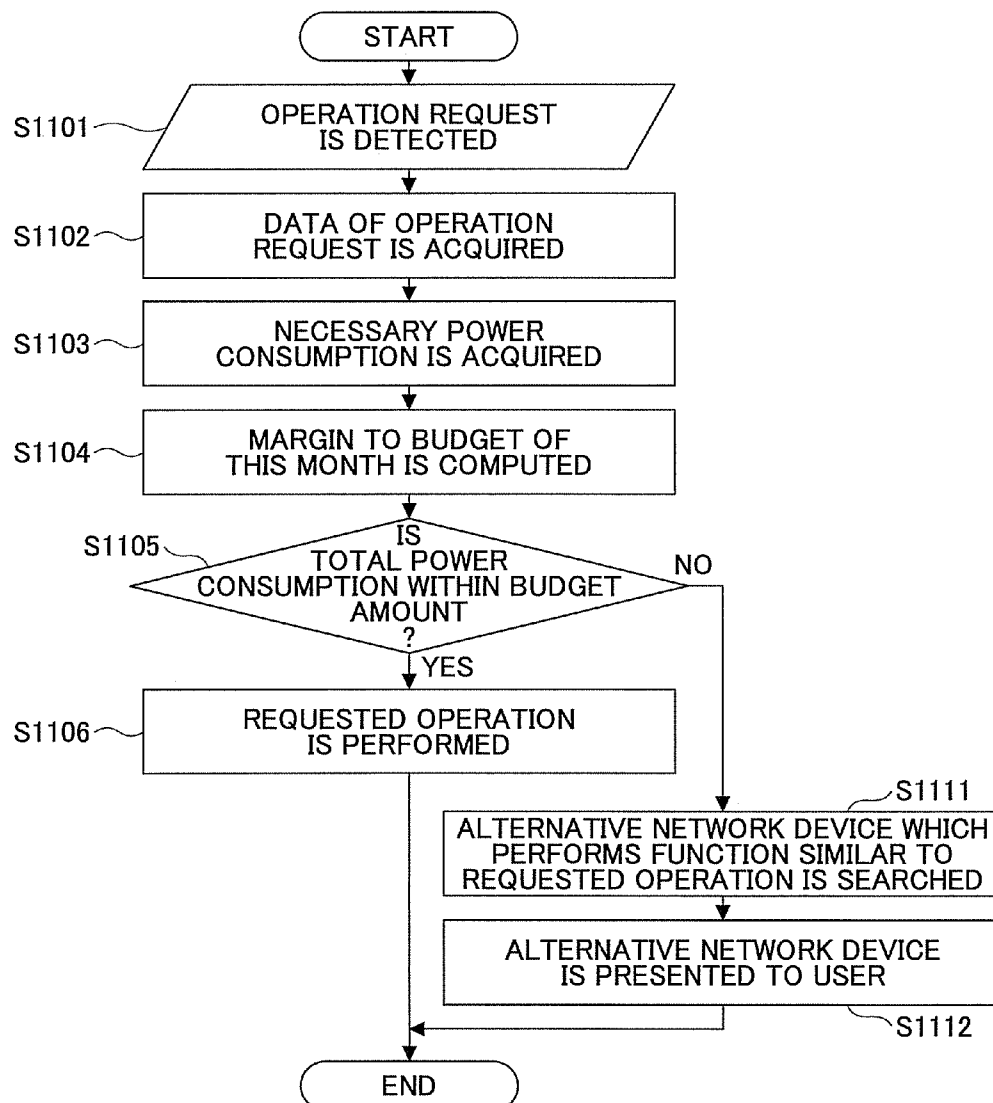 START
S1101
OPERATION REQUEST
IS DETECTED
S1102
DATA OF OPERATION
REQUEST IS ACQUIRED
S1103
NECESSARY POWER
CONSUMPTION IS ACQUIRED
S1104
MARGIN TO BUDGET OF
THIS MONTH IS COMPUTED
S1105
IS
TOTAL POWER
CONSUMPTION WITHIN BUDGET
AMOUNT
?
NO
YES
S1106
REQUESTED OPERATION
IS PERFORMED
S1111
ALTERNATIVE NETWORK DEVICE WHICH
PERFORMS FUNCTION SIMILAR TO
REQUESTED OPERATION IS SEARCHED
ALTERNATIVE NETWORK DEVICE
IS PRESENTED TO USER
S1112
END